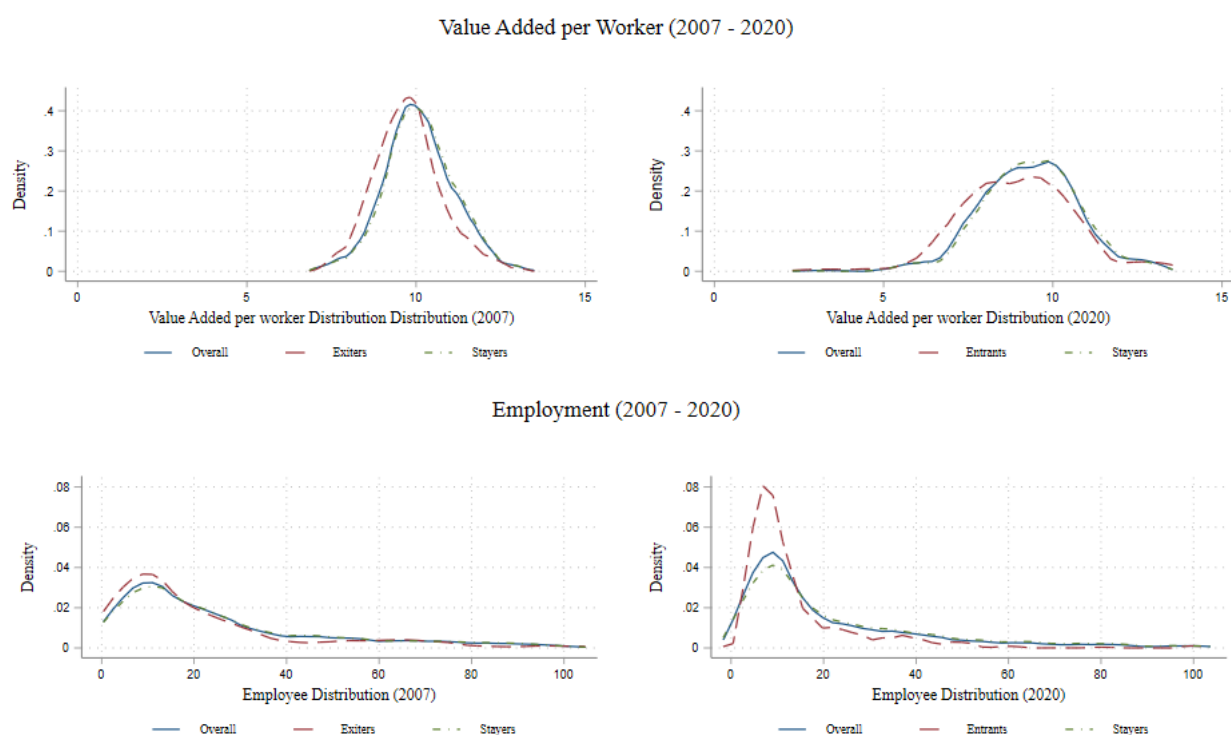 Value Added per Worker (2007 - 2020)
Density
.4
.3
.2
.1
0
0 5 10 15
Value Added per worker Distribution Distribution (2007)
Overall Exiters Stayers
Density
.4
.3
.2
.1
0
0 5 10 15
Value Added per worker Distribution (2020)
Overall Entrants Stayers
Employment (2007 - 2020)
Density
.08
.06
.04
.02
0
0 20 40 60 80 100
Employee Distribution (2007)
Overall Exiters Stayers
Density
.08
.06
.04
.02
0
0 20 40 60 80 100
Employee Distribution (2020)
Overall Entrants Stayers